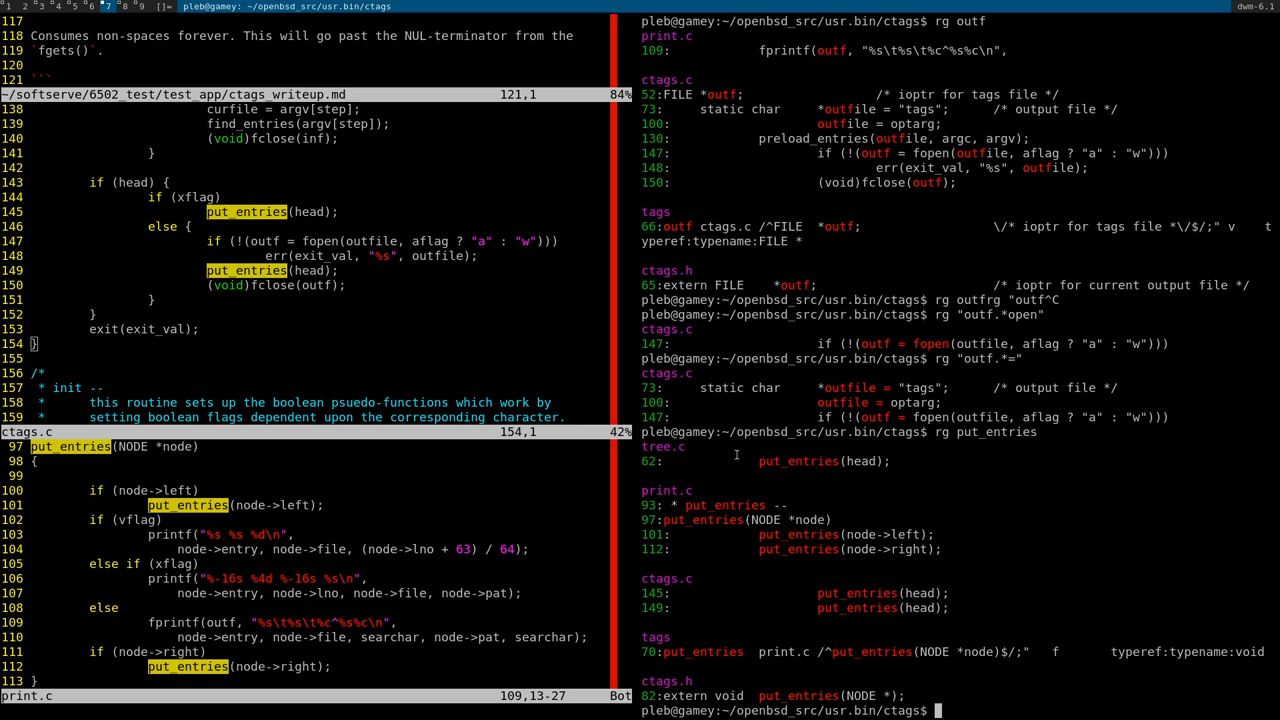 1 2 3 4 5 6 7 8 9 []= pleb@gamey: ~/openbsd_src/usr.bin/ctags dwm-6.1
117
118 Consumes non-spaces forever. This will go past the NUL-terminator from the
119 `fgets()`.
120
121 ```
~/softserve/6502_test/test_app/ctags_writeup.md 121,1 84%
138 curfile = argv[step];
139 find_entries(argv[step]);
140 (void)fclose(inf);
141 }
142
143 if (head) {
144 if (xflag)
145 put_entries(head);
146 else {
147 if (!(outf = fopen(outfile, aflag ? "a" : "w")))
148 err(exit_val, "%s", outfile);
149 put_entries(head);
150 (void)fclose(outf);
151 }
152 }
153 exit(exit_val);
154 }
155
156 /*
157 * init --
158 * this routine sets up the boolean psuedo-functions which work by
159 * setting boolean flags dependent upon the corresponding character.
ctags.c 154,1 42%
97 put_entries(NODE *node)
98 {
99
100 if (node->left)
101 put_entries(node->left);
102 if (vflag)
103 printf("%s %s %d\n",
104 node->entry, node->file, (node->lno + 63) / 64);
105 else if (xflag)
106 printf("%-16s %4d %-16s %s\n",
107 node->entry, node->lno, node->file, node->pat);
108 else
109 fprintf(outf, "%s\t%s\t%c^%s%c\n",
110 node->entry, node->file, searchar, node->pat, searchar);
111 if (node->right)
112 put_entries(node->right);
113 }
print.c 109,13-27 Bot
pleb@gamey:~/openbsd_src/usr.bin/ctags$ rg outf
print.c
109: fprintf(outf, "%s\t%s\t%c^%s%c\n",

ctags.c
52:FILE *outf; /* ioptr for tags file */
73: static char *outfile = "tags"; /* output file */
100: outfile = optarg;
130: preload_entries(outfile, argc, argv);
147: if (!(outf = fopen(outfile, aflag ? "a" : "w")))
148: err(exit_val, "%s", outfile);
150: (void)fclose(outf);

tags
66:outf ctags.c /^FILE *outf; \/* ioptr for tags file *\/$/;" v t
yperef:typename:FILE *

ctags.h
65:extern FILE *outf; /* ioptr for current output file */
pleb@gamey:~/openbsd_src/usr.bin/ctags$ rg outfrg "outf^C
pleb@gamey:~/openbsd_src/usr.bin/ctags$ rg "outf.*open"
ctags.c
147: if (!(outf = fopen(outfile, aflag ? "a" : "w")))
pleb@gamey:~/openbsd_src/usr.bin/ctags$ rg "outf.*="
ctags.c
73: static char *outfile = "tags"; /* output file */
100: outfile = optarg;
147: if (!(outf = fopen(outfile, aflag ? "a" : "w")))
pleb@gamey:~/openbsd_src/usr.bin/ctags$ rg put_entries
tree.c
62: put_entries(head);

print.c
93: * put_entries --
97:put_entries(NODE *node)
101: put_entries(node->left);
112: put_entries(node->right);

ctags.c
145: put_entries(head);
149: put_entries(head);

tags
70:put_entries print.c /^put_entries(NODE *node)$/;" f typeref:typename:void

ctags.h
82:extern void put_entries(NODE *);
pleb@gamey:~/openbsd_src/usr.bin/ctags$